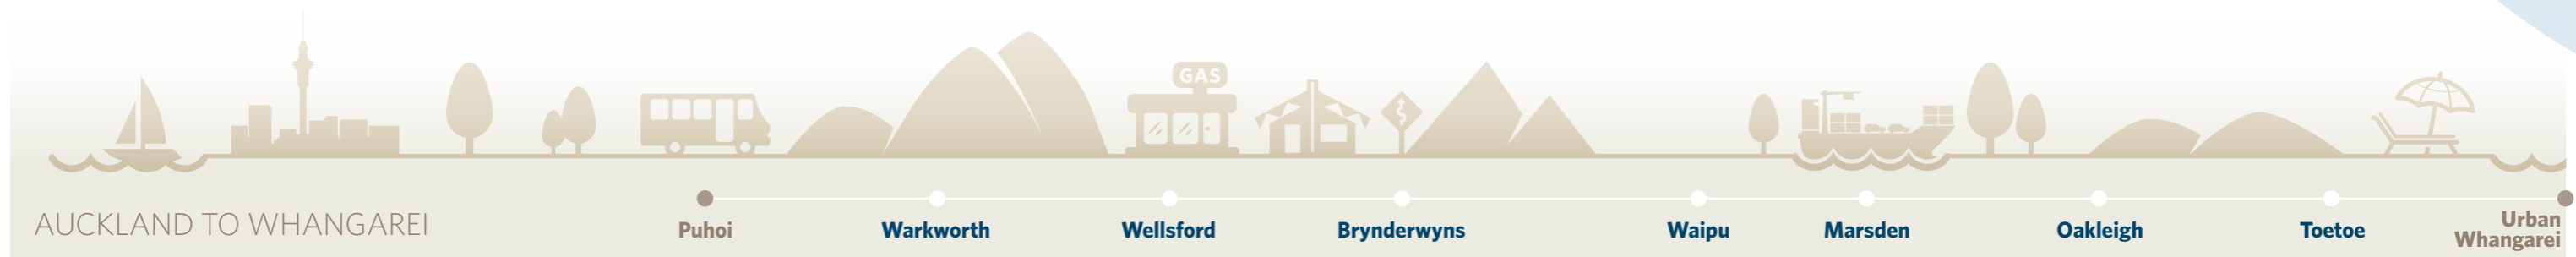 GAS
AUCKLAND TO WHANGAREI
Puhoi
Warkworth
Wellsford
Brynderwyns
Waipu
Marsden
Oakleigh
Toetoe
Urban
Whangarei